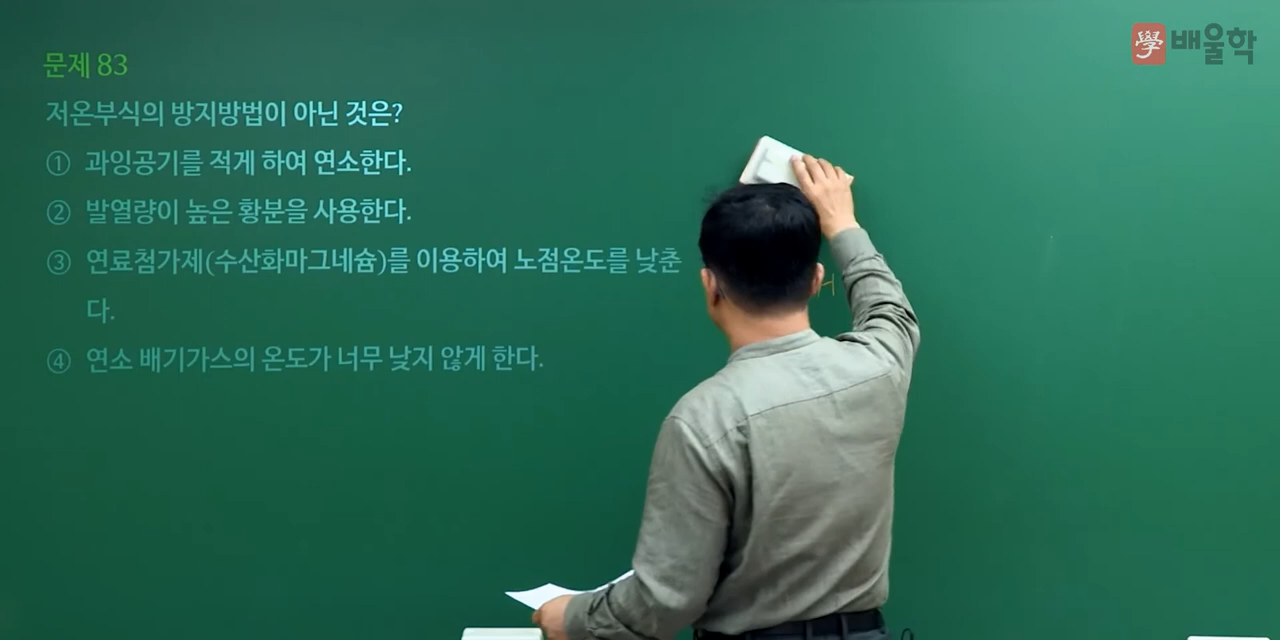 學 배울학
문제 83
저온부식의 방지방법이 아닌 것은?
① 과잉공기를 적게 하여 연소한다.
② 발열량이 높은 황분을 사용한다.
③ 연료첨가제(수산화마그네슘)를 이용하여 노점온도를 낮춘
다.
④ 연소 배기가스의 온도가 너무 낮지 않게 한다.